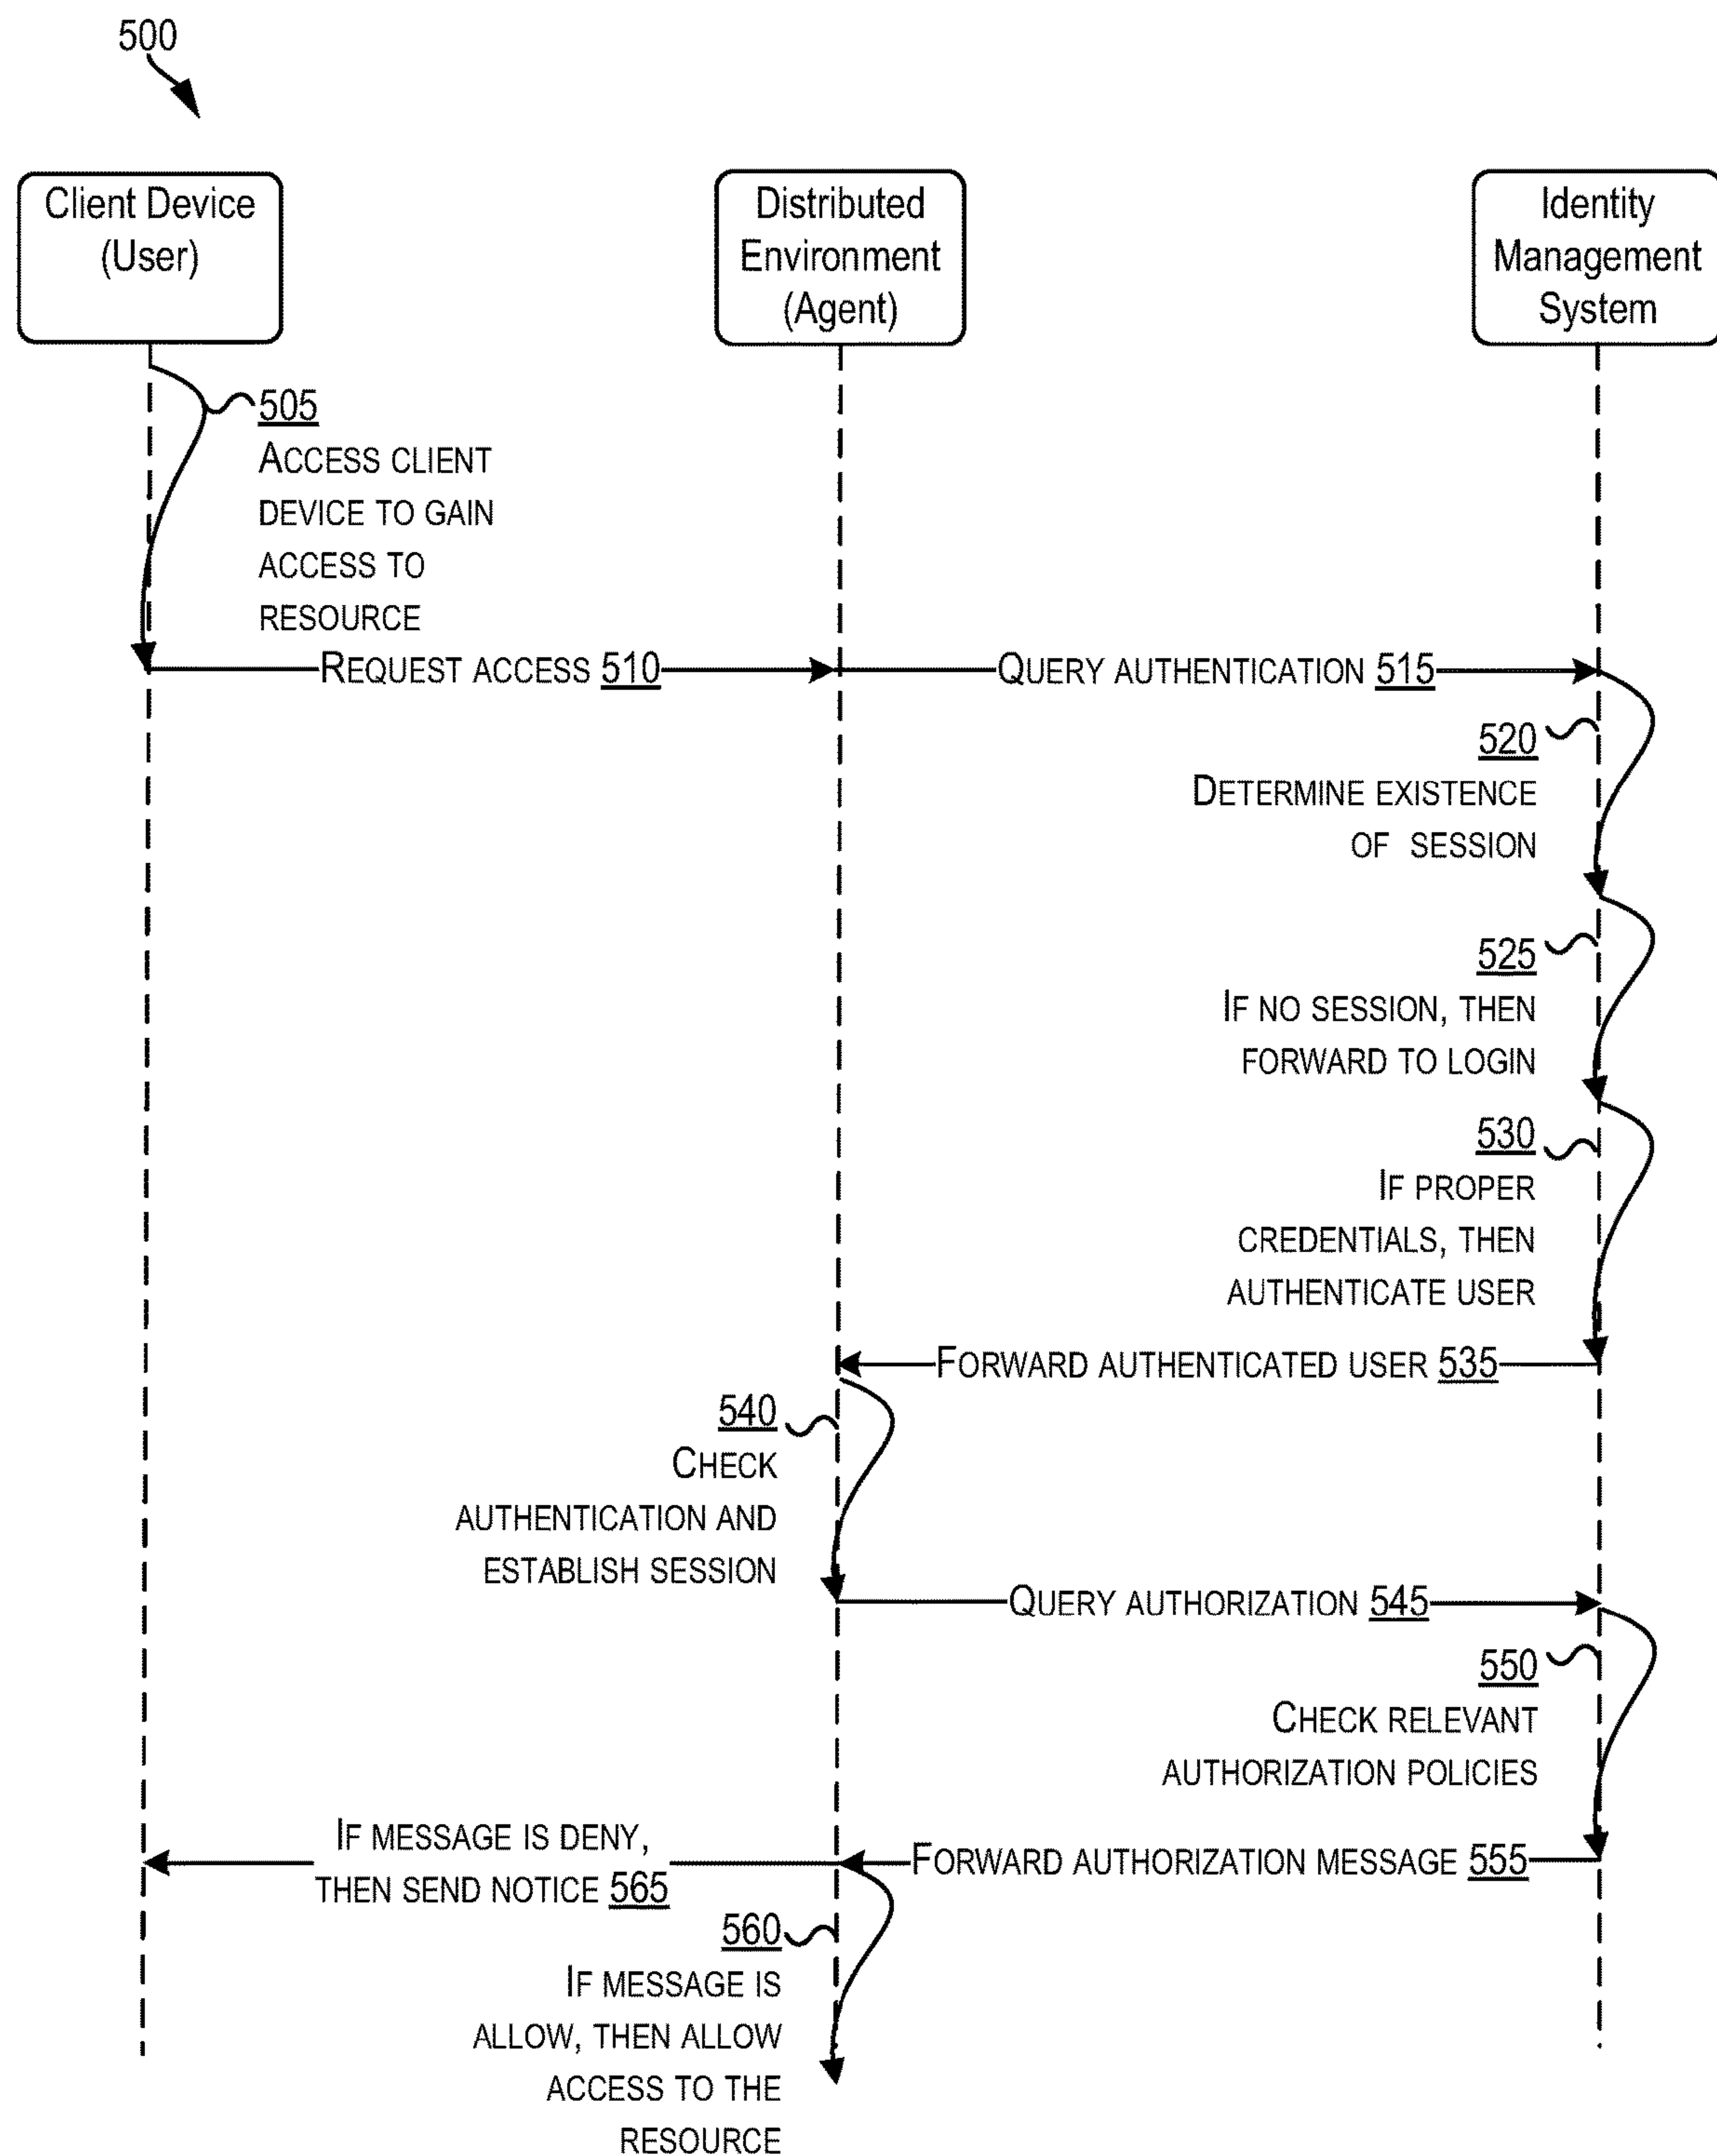 500
Client Device
(User)
Distributed
Environment
(Agent)
Identity
Management
System
505
ACCESS CLIENT
DEVICE TO GAIN
ACCESS TO
RESOURCE
REQUEST ACCESS 510
QUERY AUTHENTICATION 515
520
DETERMINE EXISTENCE
OF SESSION
525
IF NO SESSION, THEN
FORWARD TO LOGIN
530
IF PROPER
CREDENTIALS, THEN
AUTHENTICATE USER
FORWARD AUTHENTICATED USER 535
540
CHECK
AUTHENTICATION AND
ESTABLISH SESSION
QUERY AUTHORIZATION 545
550
CHECK RELEVANT
AUTHORIZATION POLICIES
FORWARD AUTHORIZATION MESSAGE 555
IF MESSAGE IS DENY,
THEN SEND NOTICE 565
560
IF MESSAGE IS
ALLOW, THEN ALLOW
ACCESS TO THE
RESOURCE